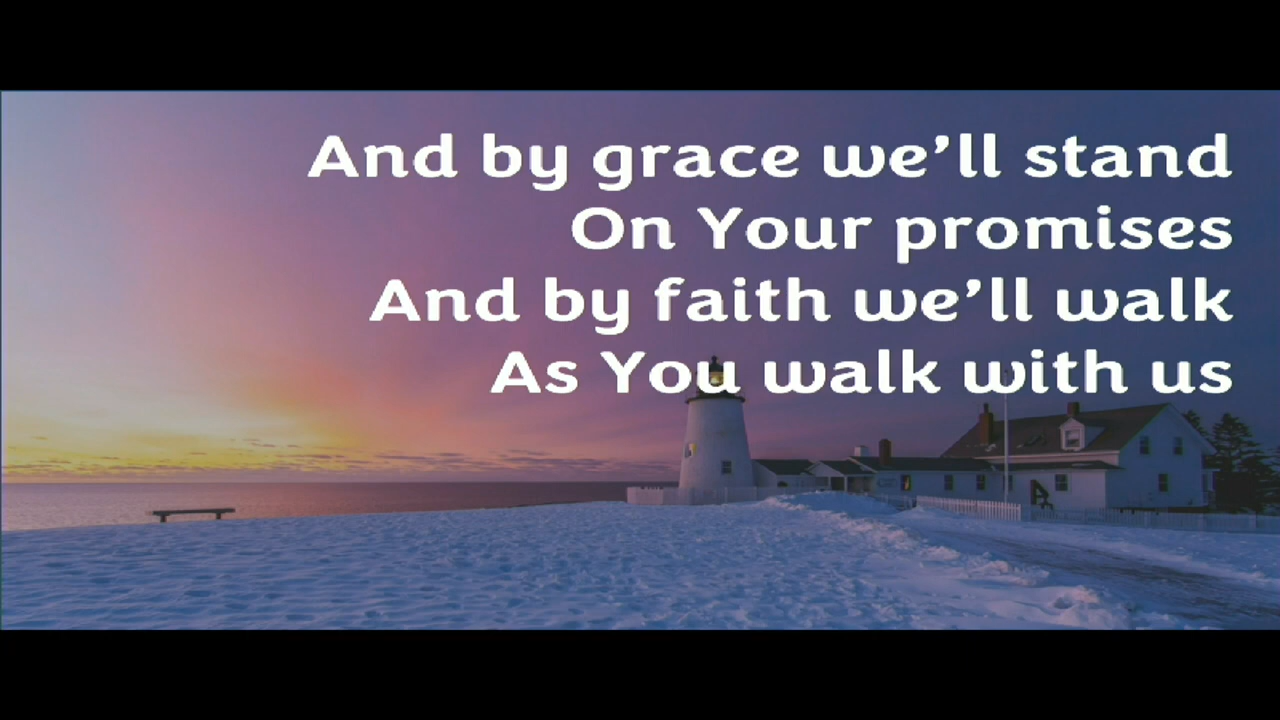 And by grace we’ll stand
On Your promises
And by faith we’ll walk
As You walk with us